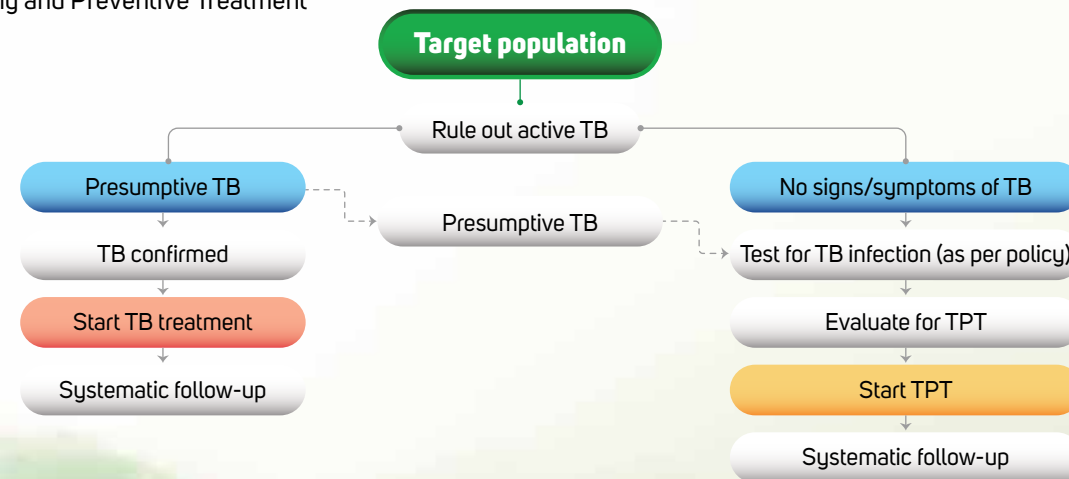 and Preventive Treatment
Target population
Rule out active TB
Presumptive TB
No signs/symptoms of TB
Presumptive TB
TB confirmed
Test for TB infection (as per policy)
Start TB treatment
Evaluate for TPT
Systematic follow-up
Start TPT
Systematic follow-up